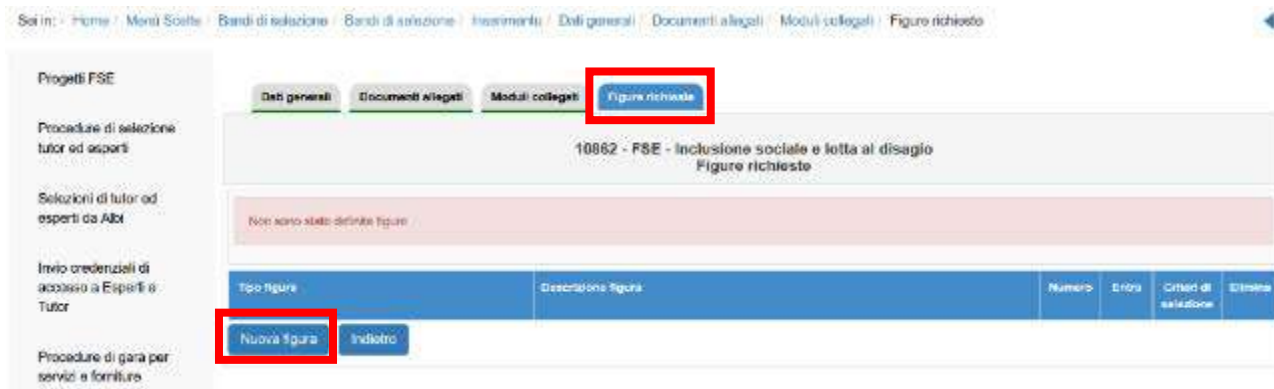 Sei in: - Home / Menù Scelte / Bandi di selezione / Bandi di selezione / Inserimento / Dati generali / Documenti allegati / Moduli collegati / Figure richieste
Progetti FSE
Procedure di selezione
tutor ed esperti
Selezioni di tutor ed
esperti da Albi
Invio credenziali di
accesso a Esperti e
Tutor
Procedure di gara per
servizi e forniture
Dati generali Documenti allegati Moduli collegati Figure richieste
10862 - FSE - Inclusione sociale e lotta al disagio
Figure richieste
Non sono state definite figure
Tipo figura Descrizione figura Numero Entra Criteri di selezione Elimina
Nuova figura Indietro